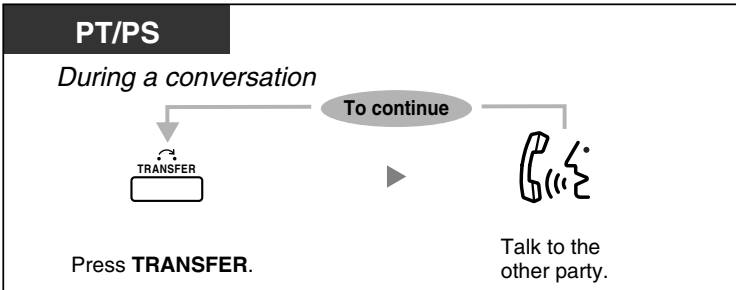 PT/PS
During a conversation
To continue
TRANSFER
Press TRANSFER.
Talk to the
other party.